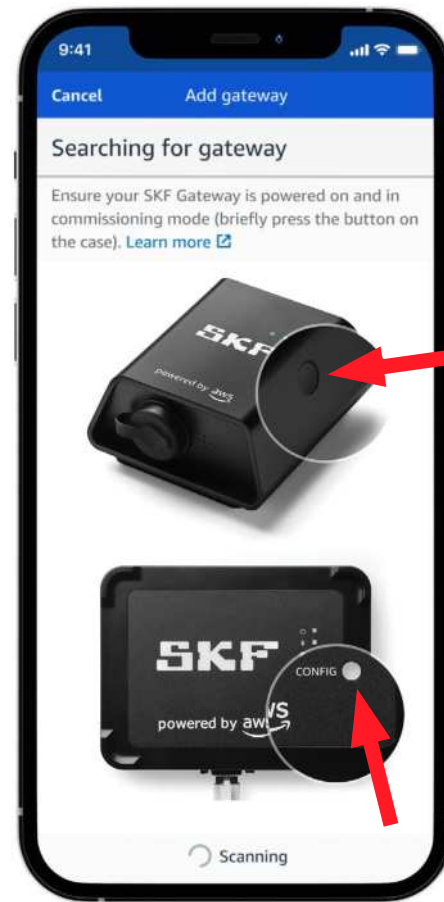 9:41
Cancel Add gateway
Searching for gateway
Ensure your SKF Gateway is powered on and in
commissioning mode (briefly press the button on
the case). Learn more
SKF
powered by aws
SKF
CONFIG
powered by aws
Scanning